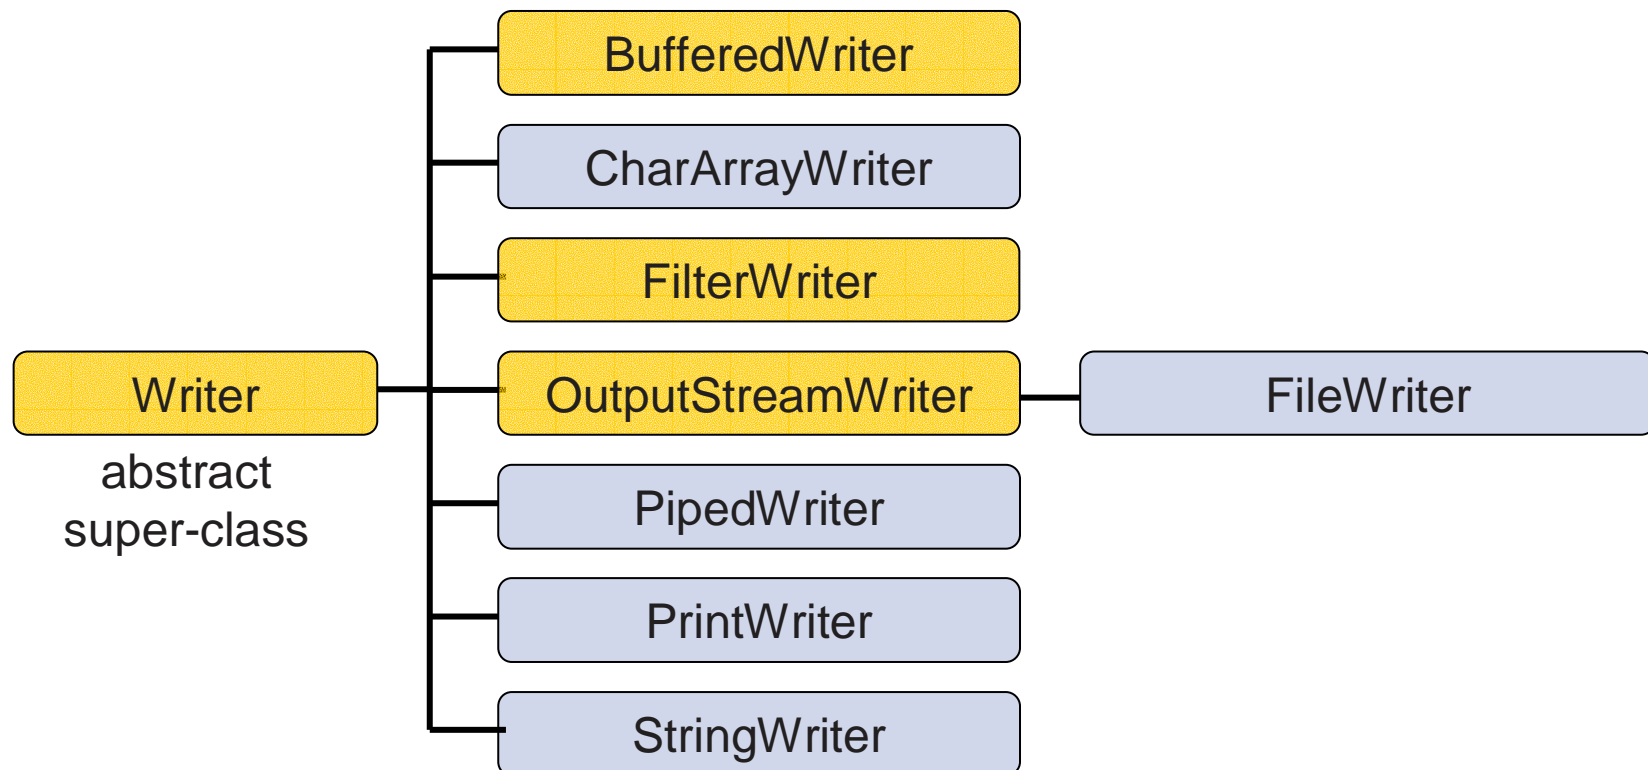 BufferedWriter
CharArrayWriter
FilterWriter
Writer
OutputStreamWriter
FileWriter
abstract
super-class
PipedWriter
PrintWriter
StringWriter